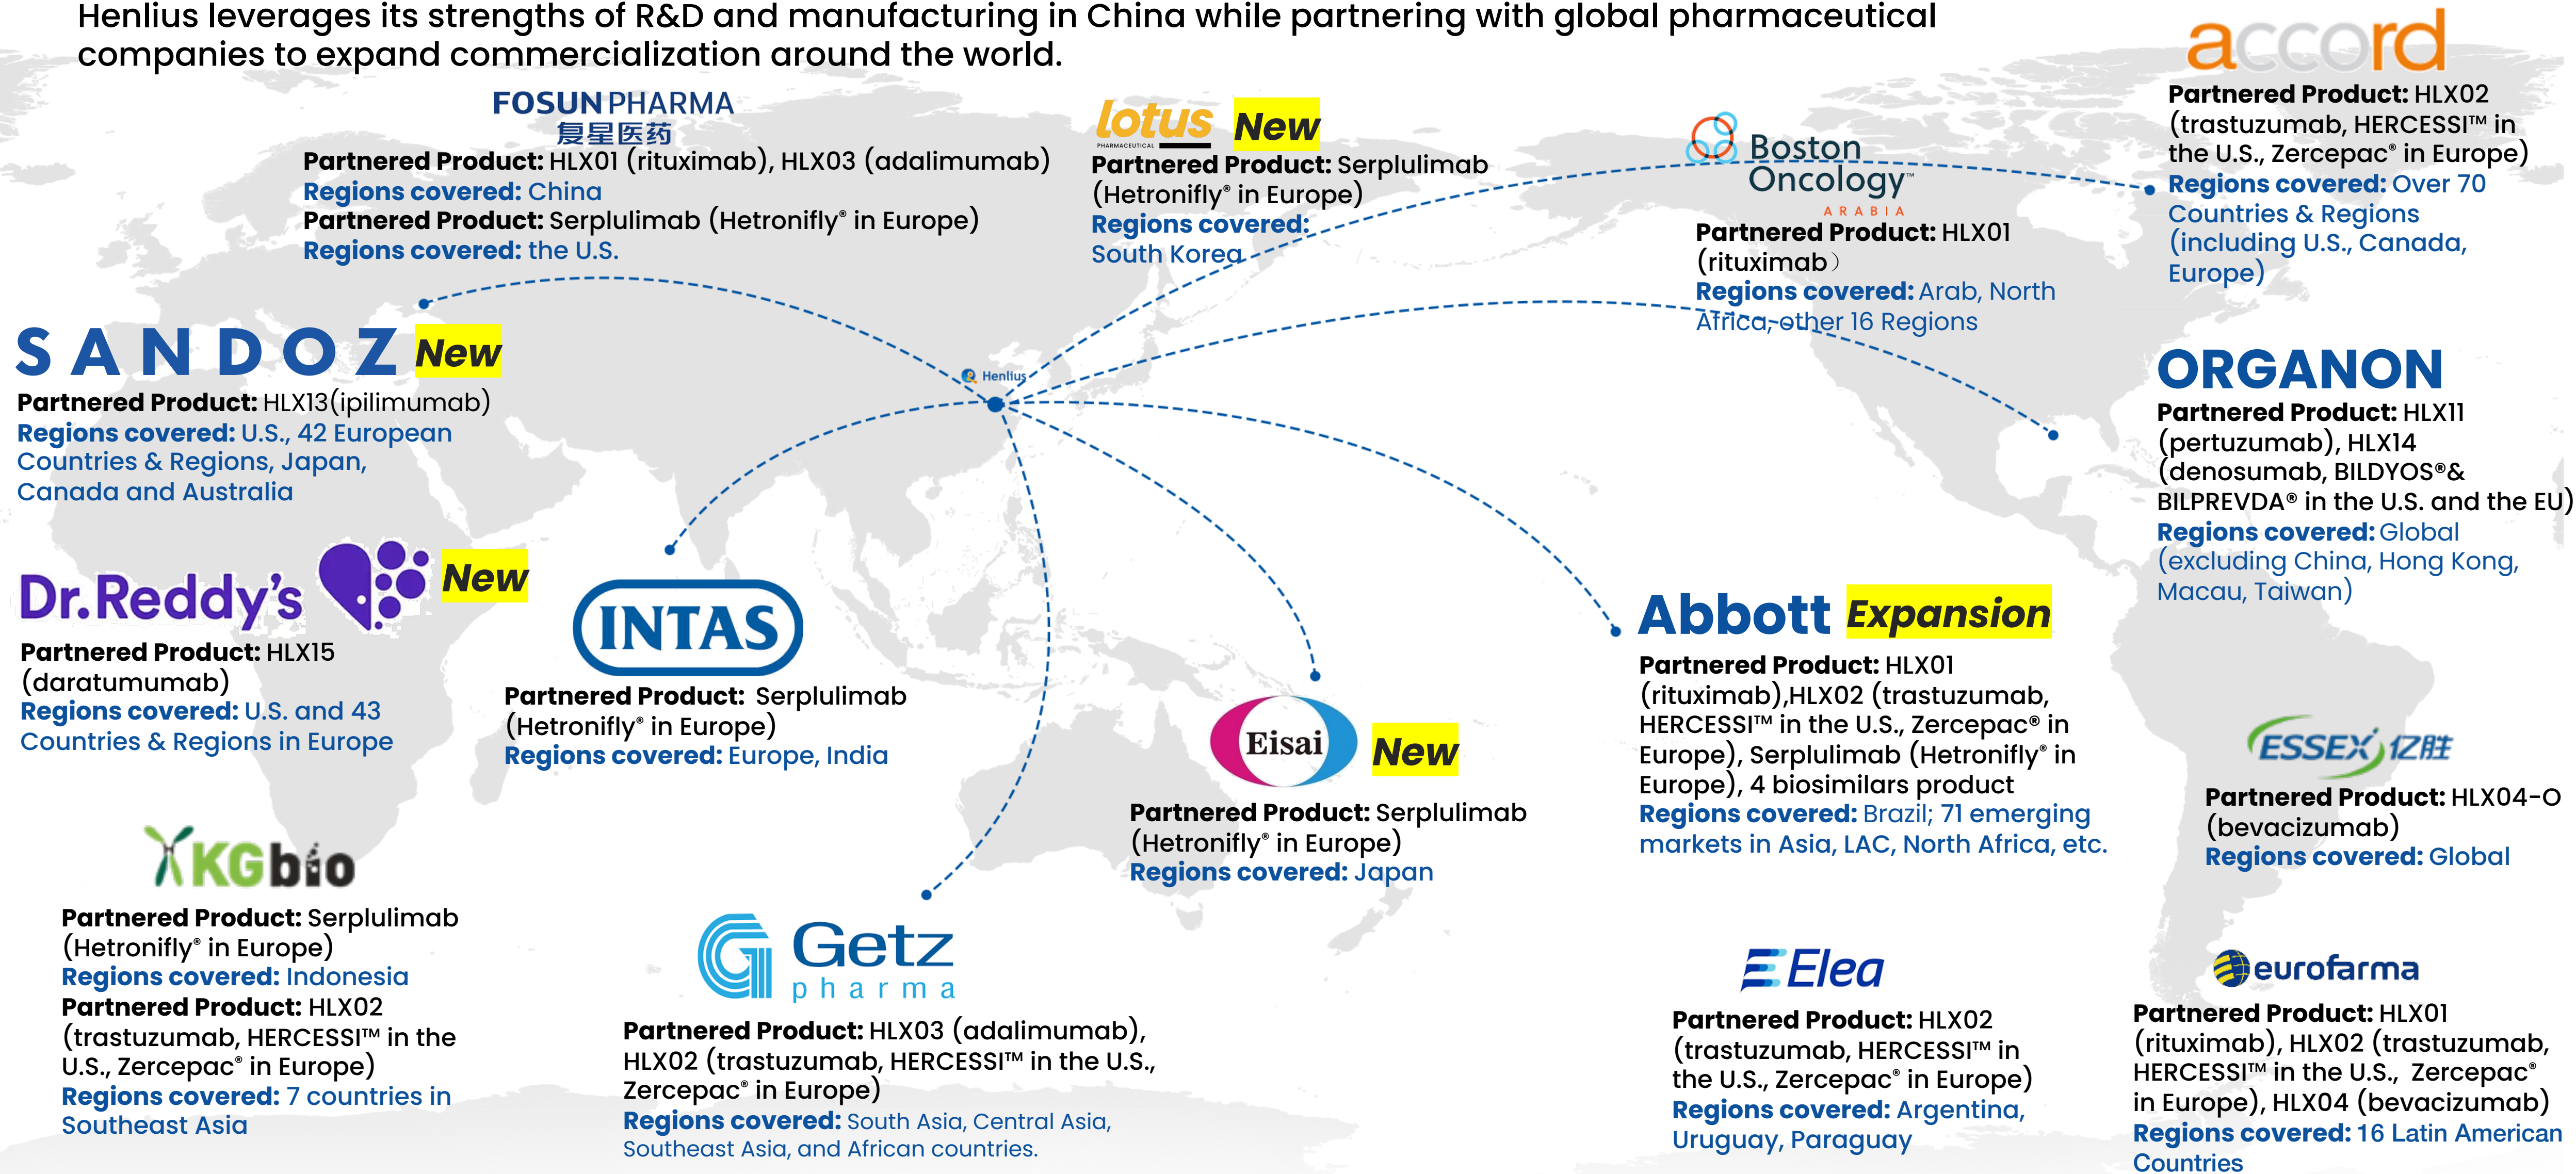 Henlius leverages its strengths of R&D and manufacturing in China while partnering with global pharmaceutical
companies to expand commercialization around the world.
FOSUN PHARMA
复星医药
Partnered Product: HLX01 (rituximab), HLX03 (adalimumab)
Regions covered: China
Partnered Product: Serplulimab (Hetronifly® in Europe)
Regions covered: the U.S.
lotus New
PHARMACEUTICAL
Partnered Product: Serplulimab
(Hetronifly® in Europe)
Regions covered:
South Korea
Boston
Oncology™
ARABIA
Partnered Product: HLX01
(rituximab）
Regions covered: Arab, North
Africa, other 16 Regions
accord
Partnered Product: HLX02
(trastuzumab, HERCESSI™ in
the U.S., Zercepac® in Europe)
Regions covered: Over 70
Countries & Regions
(including U.S., Canada,
Europe)
SANDOZ New
Partnered Product: HLX13(ipilimumab)
Regions covered: U.S., 42 European
Countries & Regions, Japan,
Canada and Australia
Henlius
ORGANON
Partnered Product: HLX11
(pertuzumab), HLX14
(denosumab, BILDYOS®&
BILPREVDA® in the U.S. and the EU)
Regions covered: Global
(excluding China, Hong Kong,
Macau, Taiwan)
Dr.Reddy's New
Partnered Product: HLX15
(daratumumab)
Regions covered: U.S. and 43
Countries & Regions in Europe
INTAS
Partnered Product: Serplulimab
(Hetronifly® in Europe)
Regions covered: Europe, India
Eisai New
Partnered Product: Serplulimab
(Hetronifly® in Europe)
Regions covered: Japan
Abbott Expansion
Partnered Product: HLX01
(rituximab),HLX02 (trastuzumab,
HERCESSI™ in the U.S., Zercepac® in
Europe), Serplulimab (Hetronifly® in
Europe), 4 biosimilars product
Regions covered: Brazil; 71 emerging
markets in Asia, LAC, North Africa, etc.
ESSEX 亿胜
Partnered Product: HLX04-O
(bevacizumab)
Regions covered: Global
KGbio
Partnered Product: Serplulimab
(Hetronifly® in Europe)
Regions covered: Indonesia
Partnered Product: HLX02
(trastuzumab, HERCESSI™ in the
U.S., Zercepac® in Europe)
Regions covered: 7 countries in
Southeast Asia
Getz
pharma
Partnered Product: HLX03 (adalimumab),
HLX02 (trastuzumab, HERCESSI™ in the U.S.,
Zercepac® in Europe)
Regions covered: South Asia, Central Asia,
Southeast Asia, and African countries.
Elea
Partnered Product: HLX02
(trastuzumab, HERCESSI™ in
the U.S., Zercepac® in Europe)
Regions covered: Argentina,
Uruguay, Paraguay
eurofarma
Partnered Product: HLX01
(rituximab), HLX02 (trastuzumab,
HERCESSI™ in the U.S., Zercepac®
in Europe), HLX04 (bevacizumab)
Regions covered: 16 Latin American
Countries